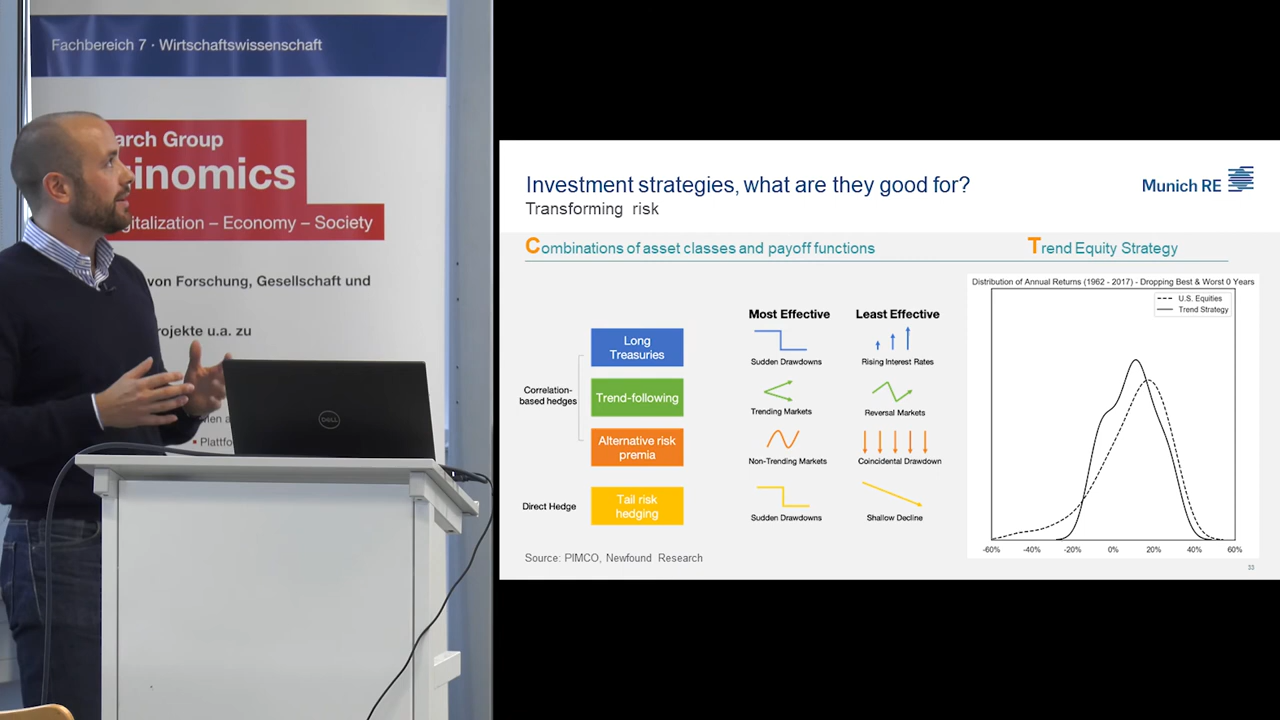 Fachbereich 7 · Wirtschaftswissenschaft
arch Group
inomics
italization – Economy – Society
von Forschung, Gesellschaft und
rojekte u.a. zu
• Plattfo
DELL
Investment strategies, what are they good for?
Transforming risk
Munich RE
Combinations of asset classes and payoff functions
Trend Equity Strategy
Most Effective
Least Effective
Correlation-
based hedges
Long
Treasuries
Sudden Drawdowns
Rising Interest Rates
Trend-following
Trending Markets
Reversal Markets
Alternative risk
premia
Non-Trending Markets
Coincidental Drawdown
Direct Hedge
Tail risk
hedging
Sudden Drawdowns
Shallow Decline
Source: PIMCO, Newfound Research
Distribution of Annual Returns (1962 - 2017) - Dropping Best & Worst 0 Years
U.S. Equities
Trend Strategy
-60% -40% -20% 0% 20% 40% 60%
33